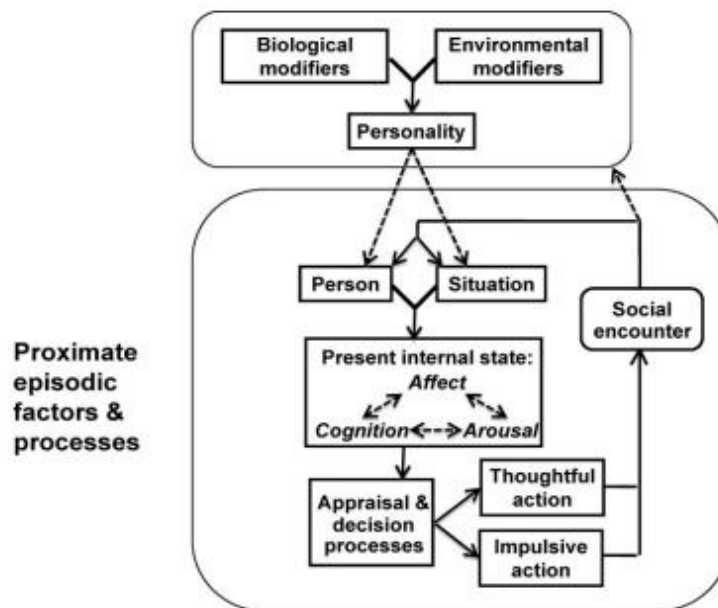 Biological
modifiers
Environmental
modifiers
Personality
Person
Situation
Social
encounter
Proximate
episodic
factors &
processes
Present internal state:
Affect
Cognition
Arousal
Appraisal &
decision
processes
Thoughtful
action
Impulsive
action